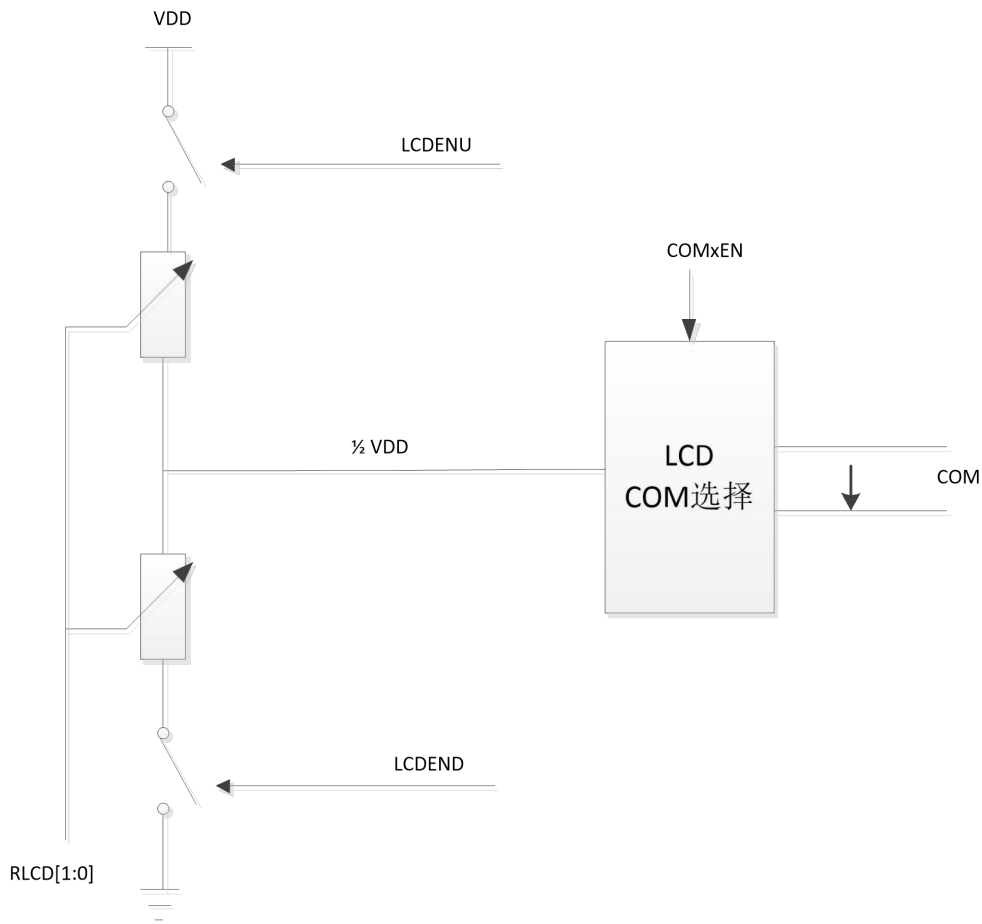 VDD
LCDENU
COMxEN
½ VDD
LCD
COM选择
COM
LCDEND
RLCD[1:0]